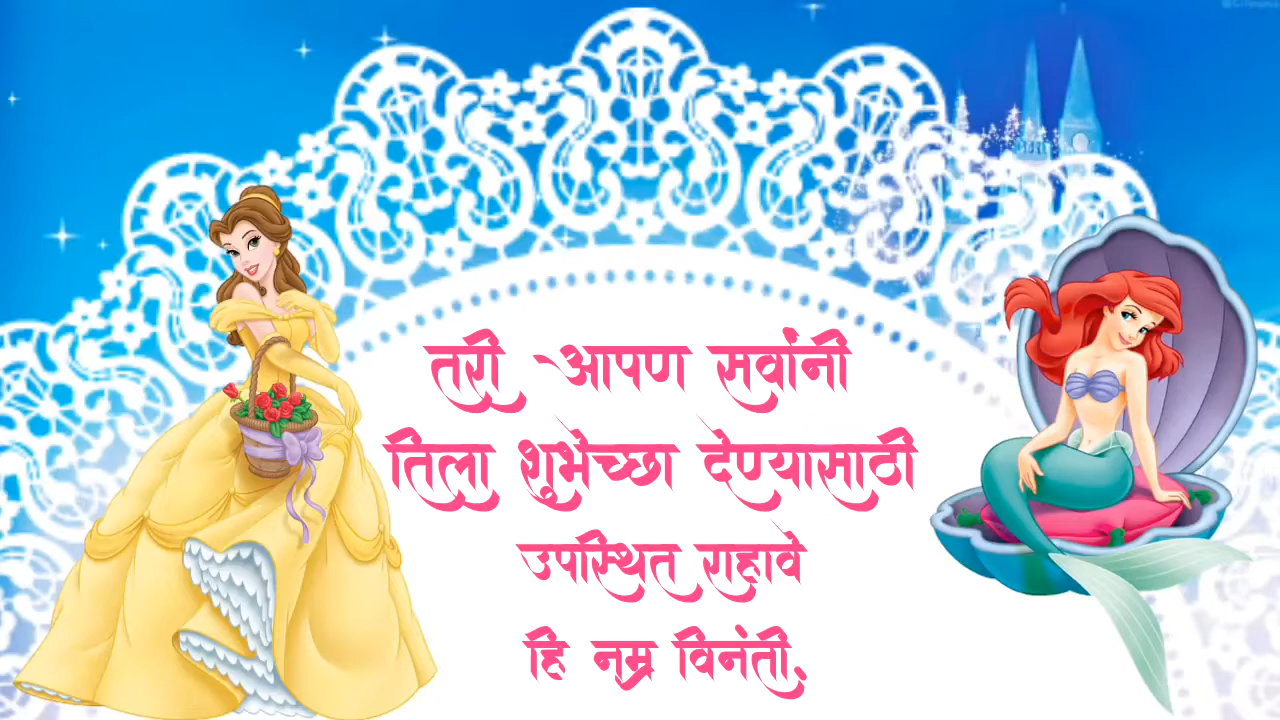 तरी आपण सर्वांनी
तिला शुभेच्छा देण्यासाठी
उपस्थित राहावे
हि नम्र विनंती.